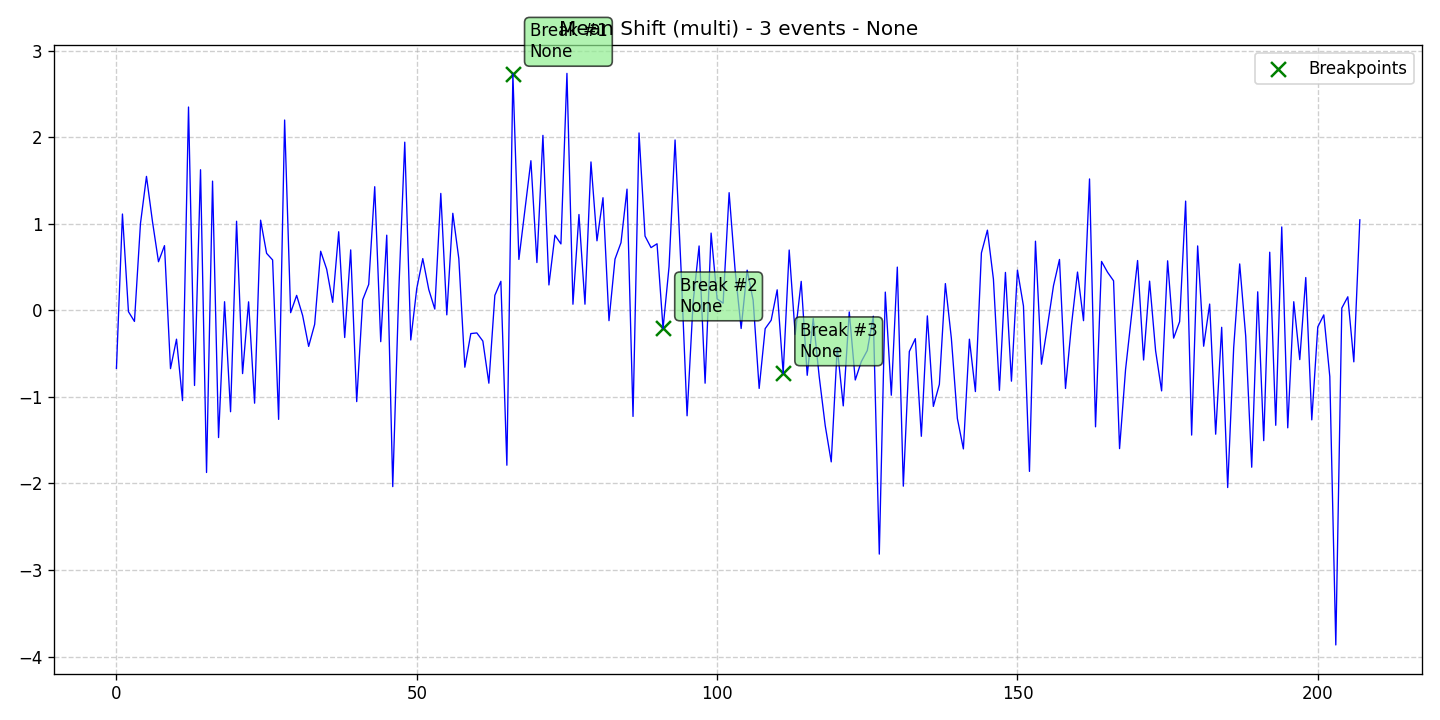 Mean Shift (multi) - 3 events - None
Break #1
None
Breakpoints
Break #2
None
Break #3
None
3
2
1
0
−1
−2
−3
−4
0
50
100
150
200